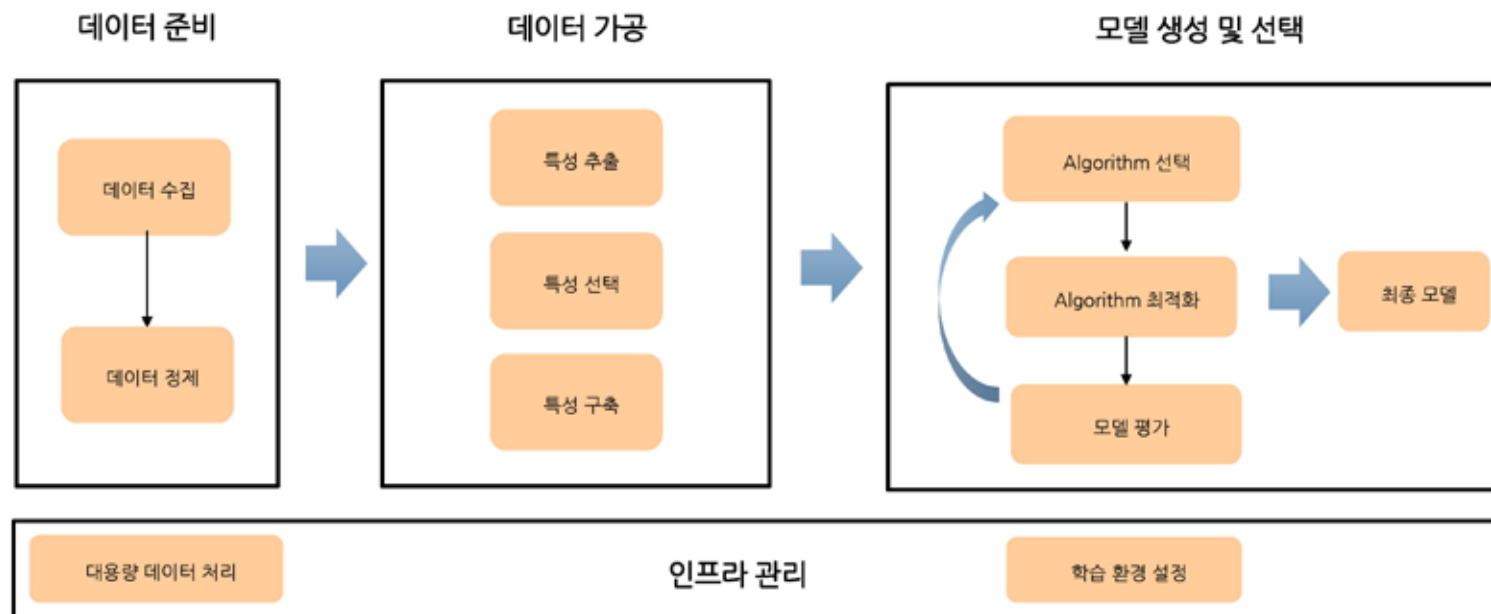 데이터 준비
데이터 가공
모델 생성 및 선택
데이터 수집
데이터 정제
특성 추출
특성 선택
특성 구축
Algorithm 선택
Algorithm 최적화
모델 평가
최종 모델
대용량 데이터 처리
인프라 관리
학습 환경 설정